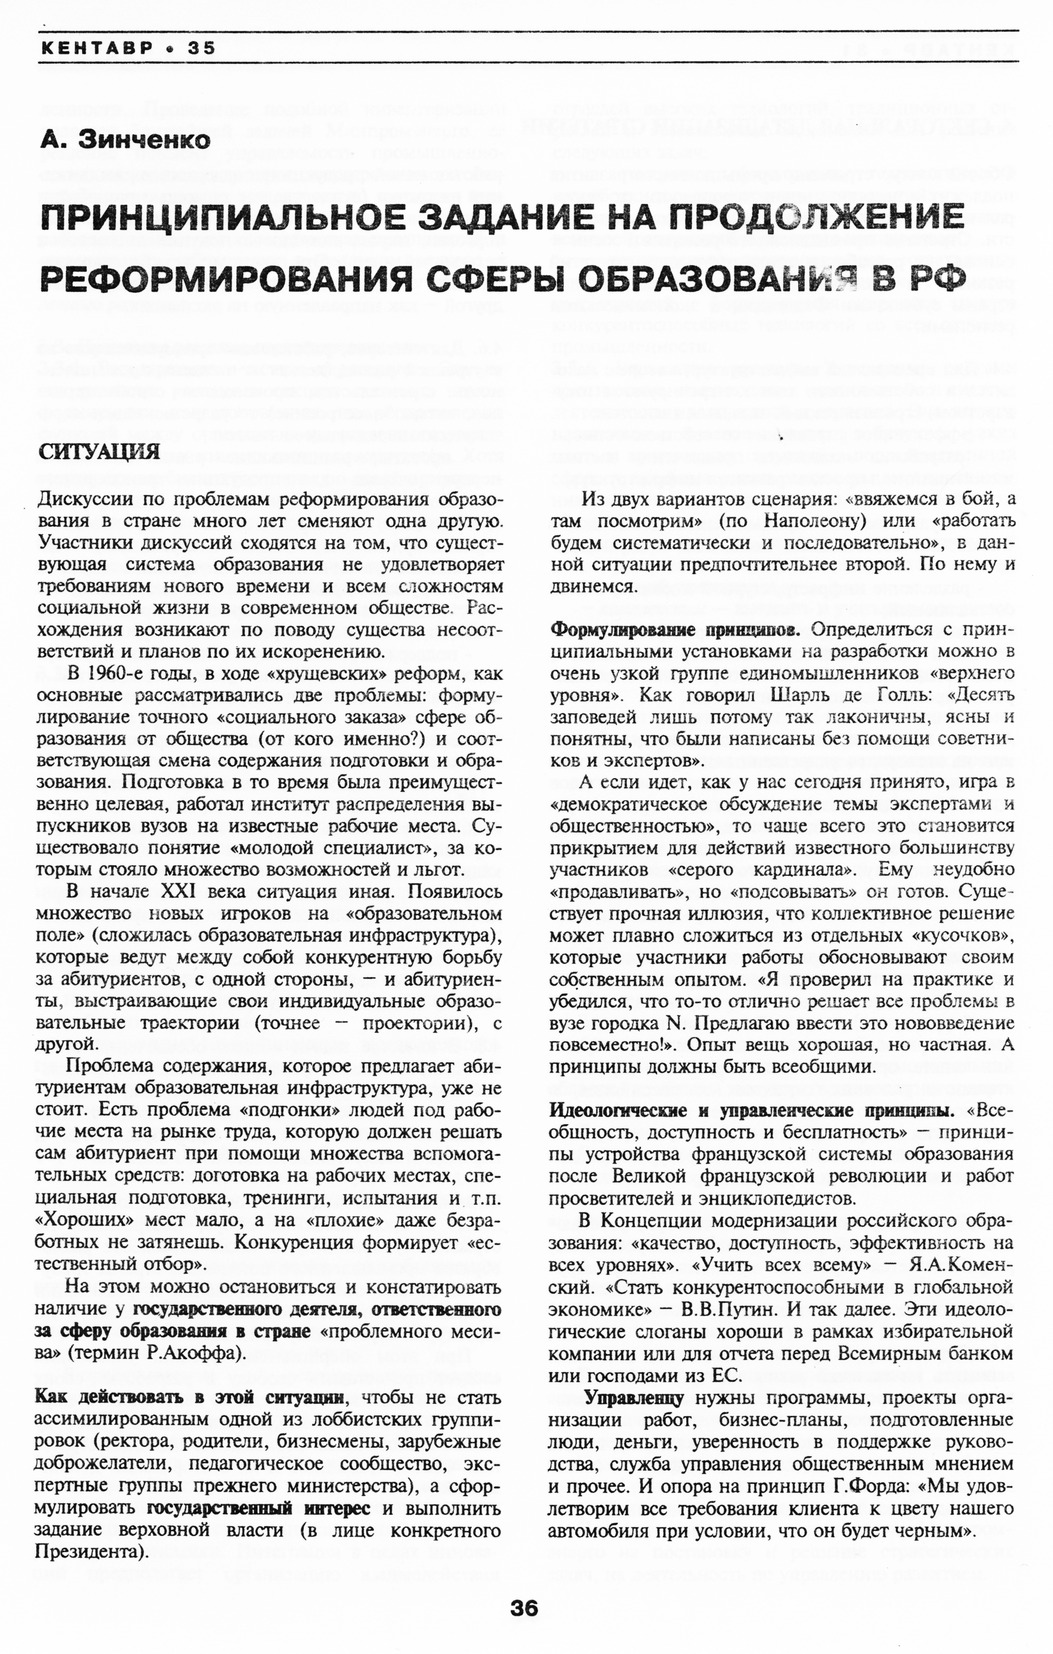 КЕНТАВР • 35
А. Зинченко
ПРИНЦИПИАЛЬНОЕ ЗАДАНИЕ НА ПРОДОЛЖЕНИЕ
РЕФОРМИРОВАНИЯ СФЕРЫ ОБРАЗОВАНИЯ В РФ
СИТУАЦИЯ
Дискуссии по проблемам реформирования образо-
вания в стране много лет сменяют одна другую.
Участники дискуссий сходятся на том, что сущест-
вующая система образования не удовлетворяет
требованиям нового времени и всем сложностям
социальной жизни в современном обществе. Рас-
хождения возникают по поводу существа несоот-
ветствий и планов по их искоренению.
В 1960-е годы, в ходе «хрущевских» реформ, как
основные рассматривались две проблемы: форму-
лирование точного «социального заказа» сфере об-
разования от общества (от кого именно?) и соот-
ветствующая смена содержания подготовки и обра-
зования. Подготовка в то время была преимущест-
венно целевая, работал институт распределения вы-
пускников вузов на известные рабочие места. Су-
ществовало понятие «молодой специалист», за ко-
торым стояло множество возможностей и льгот.
В начале XXI века ситуация иная. Появилось
множество новых игроков на «образовательном
поле» (сложилась образовательная инфраструктура),
которые ведут между собой конкурентную борьбу
за абитуриентов, с одной стороны, — и абитуриен-
ты, выстраивающие свои индивидуальные образо-
вательные траектории (точнее — проектории), с
другой.
Проблема содержания, которое предлагает аби-
туриентам образовательная инфраструктура, уже не
стоит. Есть проблема «подгонки» людей под рабо-
чие места на рынке труда, которую должен решать
сам абитуриент при помощи множества вспомога-
тельных средств: доготовка на рабочих местах, спе-
циальная подготовка, тренинги, испытания и т.п.
«Хороших» мест мало, а на «плохие» даже безра-
ботных не затянешь. Конкуренция формирует «ес-
тественный отбор».
На этом можно остановиться и констатировать
наличие у государственного деятеля, ответственного
за сферу образования в стране «проблемного меси-
ва» (термин Р.Акоффа).
Как действовать в этой ситуации, чтобы не стать
ассимилированным одной из лоббистских группи-
ровок (ректора, родители, бизнесмены, зарубежные
доброжелатели, педагогическое сообщество, экс-
пертные группы прежнего министерства), а сфор-
мулировать государственный интерес и выполнить
задание верховной власти (в лице конкретного
Президента).
Из двух вариантов сценария: «ввяжемся в бой, а
там посмотрим» (по Наполеону) или «работать
будем систематически и последовательно», в дан-
ной ситуации предпочтительнее второй. По нему и
двинемся.
Формулирование принципов. Определиться с прин-
ципиальными установками на разработки можно в
очень узкой группе единомышленников «верхнего
уровня». Как говорил Шарль де Голль: «Десять
заповедей лишь потому так лаконичны, ясны и
понятны, что были написаны без помощи советни-
ков и экспертов».
А если идет, как у нас сегодня принято, игра в
«демократическое обсуждение темы экспертами и
общественностью», то чаще всего это становится
прикрытием для действий известного большинству
участников «серого кардинала». Ему неудобно
«продавливать», но «подсовывать» он готов. Суще-
ствует прочная иллюзия, что коллективное решение
может плавно сложиться из отдельных «кусочков»,
которые участники работы обосновывают своим
собственным опытом. «Я проверил на практике и
убедился, что то-то отлично решает все проблемы в
вузе городка N. Предлагаю ввести это нововведение
повсеместно!». Опыт вещь хорошая, но частная. А
принципы должны быть всеобщими.
Идеологические и управленческие принципы. «Все-
общность, доступность и бесплатность» — принци-
пы устройства французской системы образования
после Великой французской революции и работ
просветителей и энциклопедистов.
В Концепции модернизации российского обра-
зования: «качество, доступность, эффективность на
всех уровнях». «Учить всех всему» — Я.А.Комен-
ский. «Стать конкурентоспособными в глобальной
экономике» — В.В.Путин. И так далее. Эти идеоло-
гические слоганы хороши в рамках избирательной
компании или для отчета перед Всемирным банком
или господами из ЕС.
Управленцу нужны программы, проекты орга-
низации работ, бизнес-планы, подготовленные
люди, деньги, уверенность в поддержке руковод-
дства, служба управления общественным мнением
и прочее. И опора на принцип Г.Форда: «Мы удов-
летворим все требования клиента к цвету нашего
автомобиля при условии, что он будет черным».
36